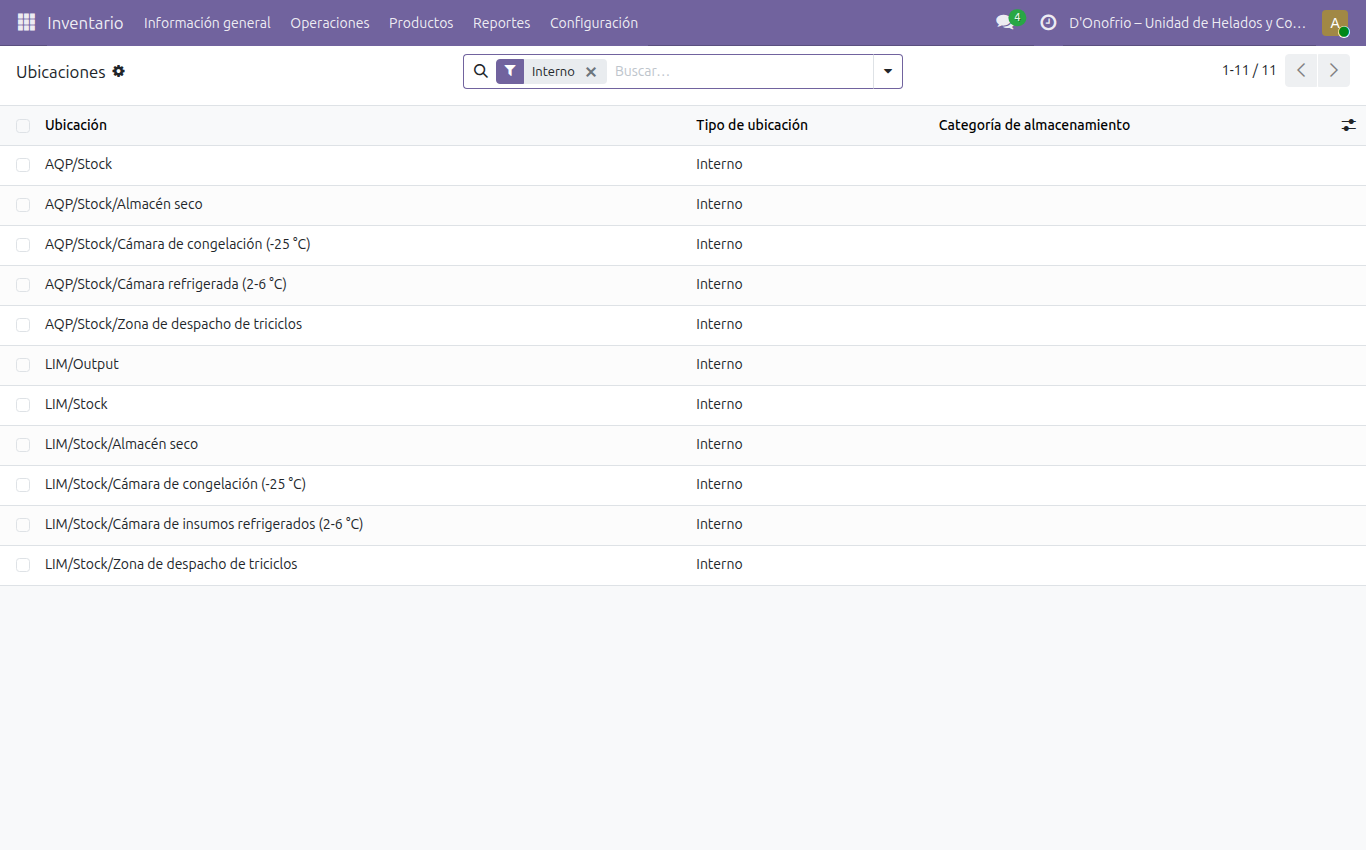 Inventario Información general Operaciones Productos Reportes Configuración 4 D'Onofrio – Unidad de Helados y Co... A
Ubicaciones Interno Buscar... 1-11 / 11
Ubicación Tipo de ubicación Categoría de almacenamiento
AQP/Stock Interno
AQP/Stock/Almacén seco Interno
AQP/Stock/Cámara de congelación (-25 °C) Interno
AQP/Stock/Cámara refrigerada (2-6 °C) Interno
AQP/Stock/Zona de despacho de triciclos Interno
LIM/Output Interno
LIM/Stock Interno
LIM/Stock/Almacén seco Interno
LIM/Stock/Cámara de congelación (-25 °C) Interno
LIM/Stock/Cámara de insumos refrigerados (2-6 °C) Interno
LIM/Stock/Zona de despacho de triciclos Interno